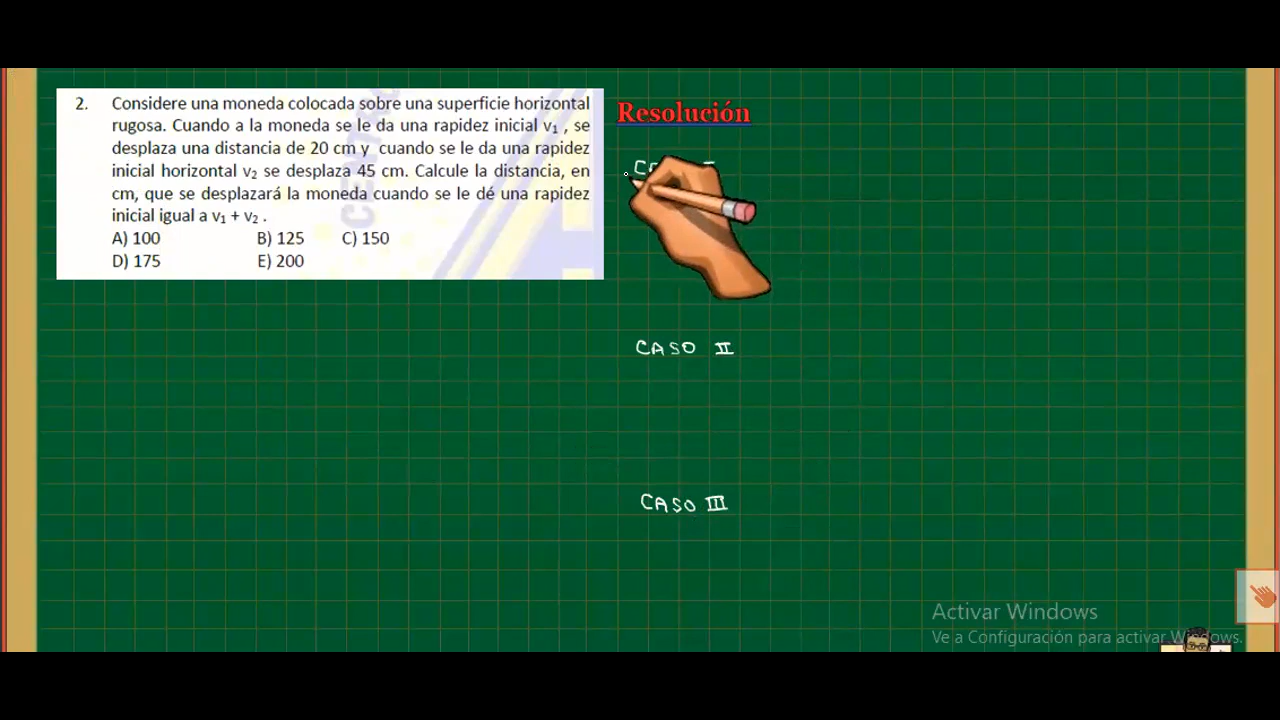 2. Considere una moneda colocada sobre una superficie horizontal
rugosa. Cuando a la moneda se le da una rapidez inicial v₁ , se
desplaza una distancia de 20 cm y cuando se le da una rapidez
inicial horizontal v₂ se desplaza 45 cm. Calcule la distancia, en
cm, que se desplazará la moneda cuando se le dé una rapidez
inicial igual a v₁ + v₂ .
A) 100 B) 125 C) 150
D) 175 E) 200
Resolución
CASO II
CASO III
Activar Windows
Ve a Configuración para activar Windows.